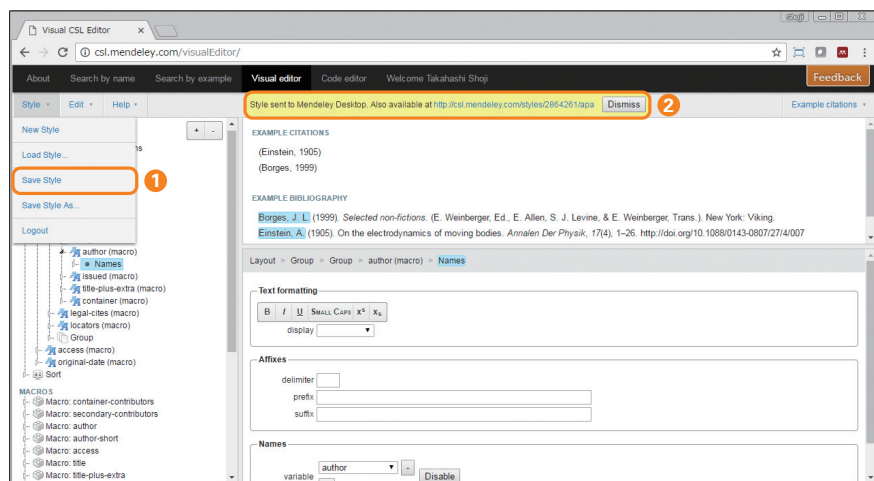 Visual CSL Editor ×
shoji
csl.mendeley.com/visualEditor/
About Search by name Search by example Visual editor Code editor Welcome Takahashi Shoji Feedback
Style Edit Help
Style sent to Mendeley Desktop. Also available at http://csl.mendeley.com/styles/2864261/apa Dismiss 2
Example citations
New Style
Load Style...
Save Style 1
Save Style As...
Logout
+ -
author (macro)
Names
issued (macro)
title-plus-extra (macro)
container (macro)
legal-cites (macro)
locators (macro)
Group
access (macro)
original-date (macro)
Sort
MACROS
Macro: container-contributors
Macro: secondary-contributors
Macro: author
Macro: author-short
Macro: access
Macro: title
Macro: title-plus-extra
EXAMPLE CITATIONS
(Einstein, 1905)
(Borges, 1999)
EXAMPLE BIBLIOGRAPHY
Borges, J. L. (1999). Selected non-fictions. (E. Weinberger, Ed., E. Allen, S. J. Levine, & E. Weinberger, Trans.). New York: Viking.
Einstein, A. (1905). On the electrodynamics of moving bodies. Annalen Der Physik, 17(4), 1–26. http://doi.org/10.1088/0143-0807/27/4/007
Layout > Group > Group > author (macro) > Names
Text formatting
B I U SMALL CAPS Xˢ Xₛ
display
Affixes
delimiter
prefix
suffix
Names
variable author - Disable